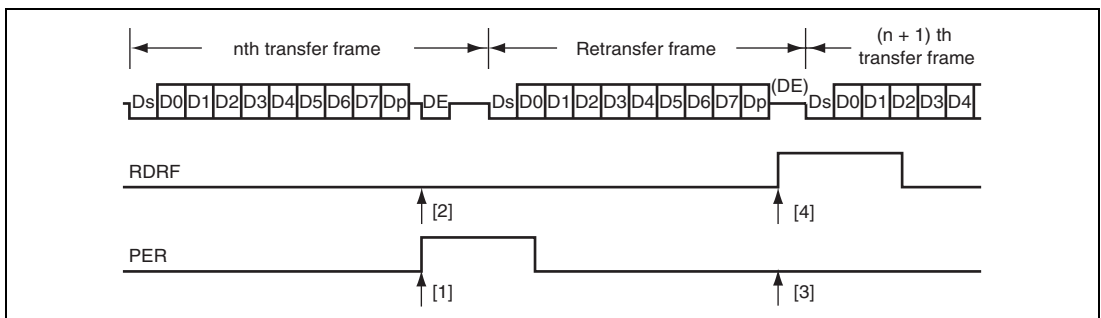 nth transfer frame Retransfer frame (n + 1) th transfer frame
Ds D0 D1 D2 D3 D4 D5 D6 D7 Dp DE Ds D0 D1 D2 D3 D4 D5 D6 D7 Dp (DE) Ds D0 D1 D2 D3 D4
RDRF
[2] [4]
PER
[1] [3]